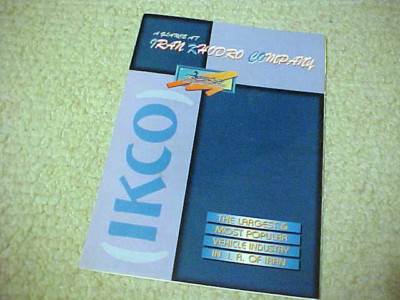 A GLANCE AT
IRAN KHODRO COMPANY
(IKCO)
THE LARGEST &
MOST POPULAR
VEHICLE INDUSTRY
IN I. R. OF IRAN